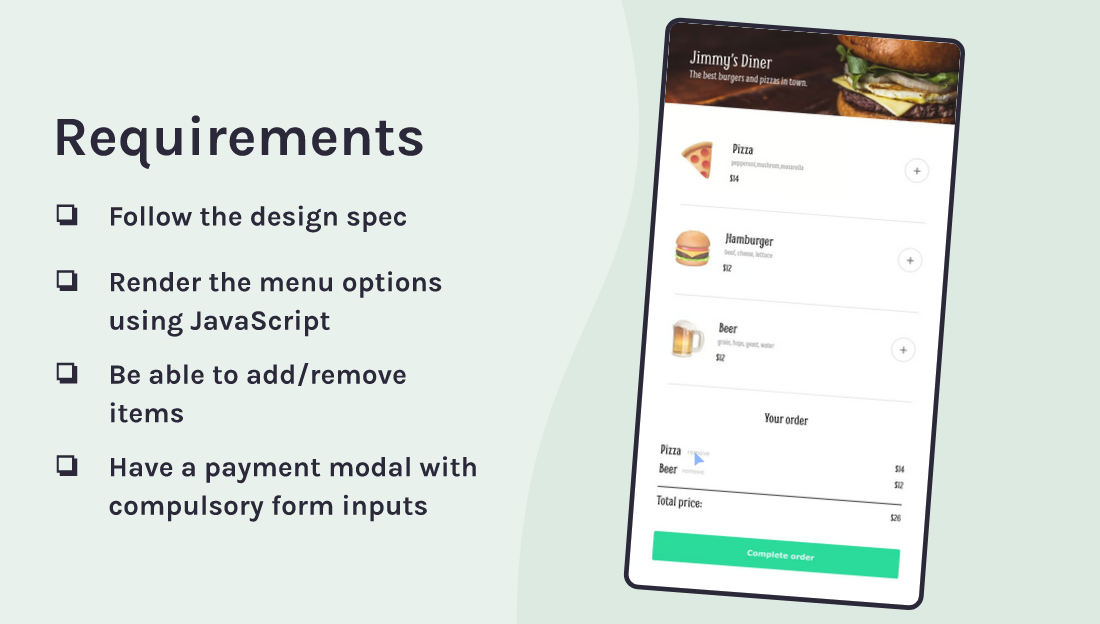 Requirements
Follow the design spec
Render the menu options
using JavaScript
Be able to add/remove
items
Have a payment modal with
compulsory form inputs
Jimmy's Diner
The best burgers and pizzas in town.
Pizza
pepperoni,mushrom,mozarella
$14
+
Hamburger
beef, cheese, lettuce
$12
+
Beer
grain, hops, yeast, water
$12
+
Your order
Pizza remove $14
Beer remove $12
Total price: $26
Complete order